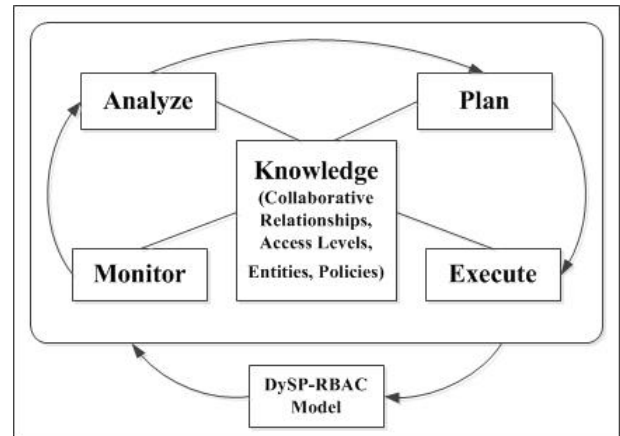 Analyze
Plan
Knowledge
(Collaborative
Relationships,
Access Levels,
Entities, Policies)
Monitor
Execute
DySP-RBAC
Model